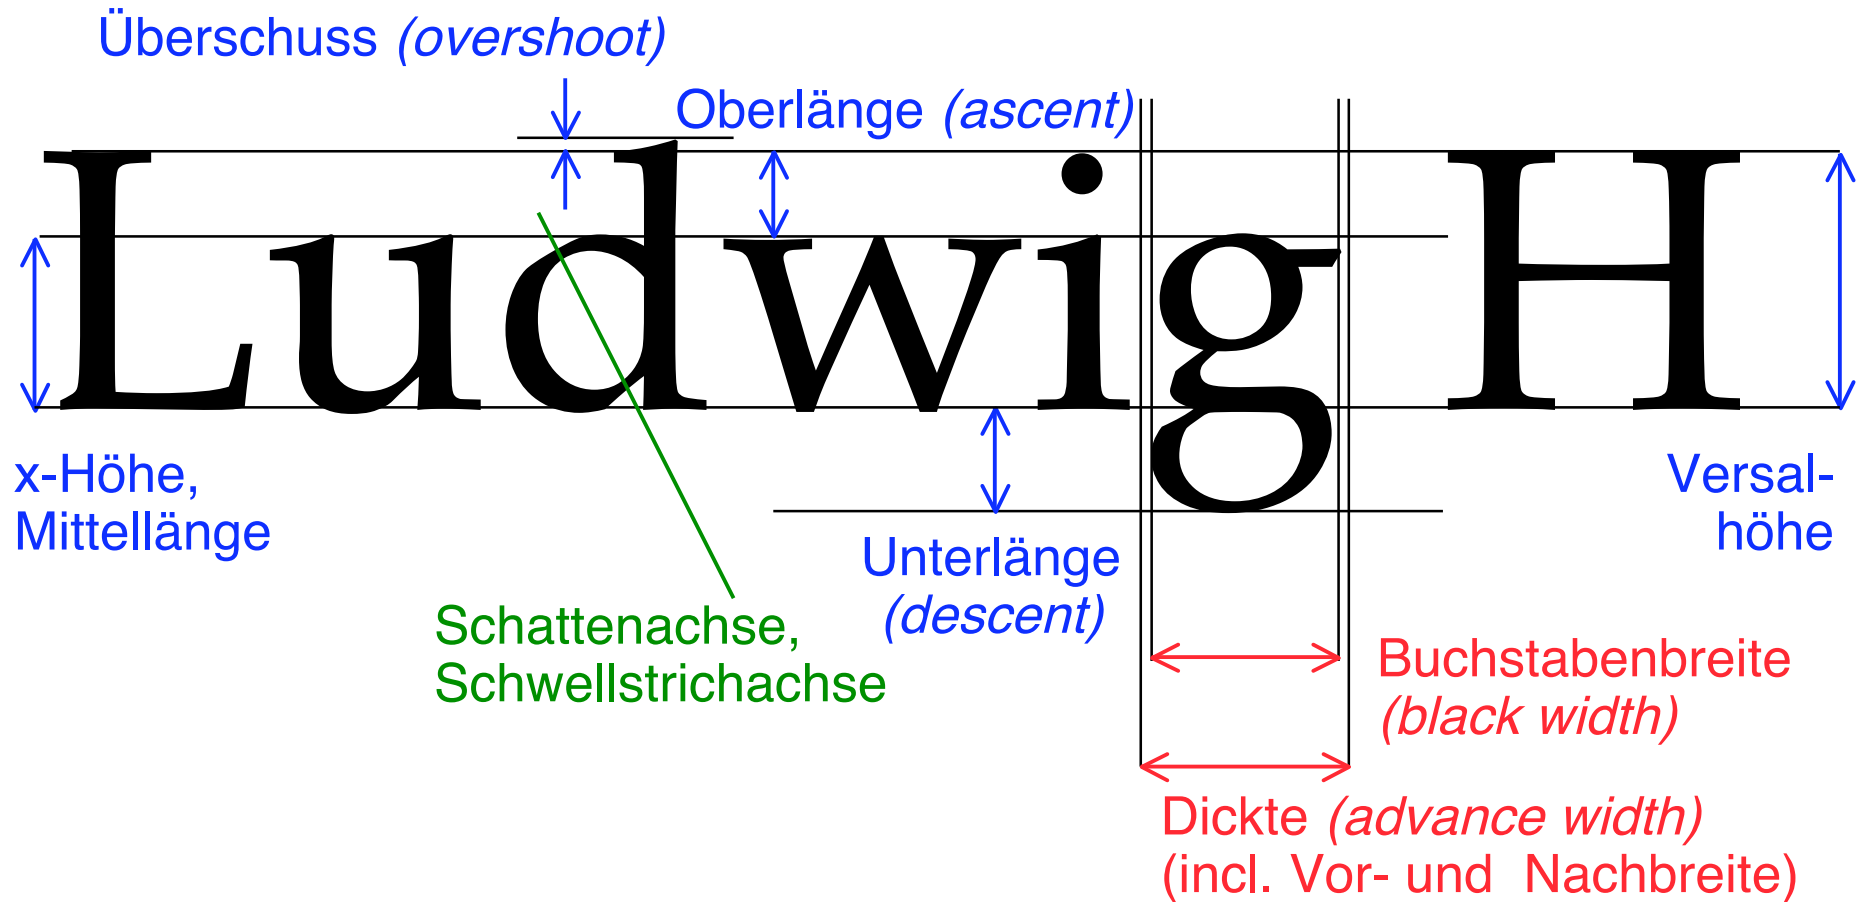 Überschuss (overshoot)
Oberlänge (ascent)
Ludwig H
x-Höhe,
Mittellänge
Versal-
höhe
Unterlänge
(descent)
Schattenachse,
Schwellstrichachse
Buchstabenbreite
(black width)
Dickte (advance width)
(incl. Vor- und Nachbreite)